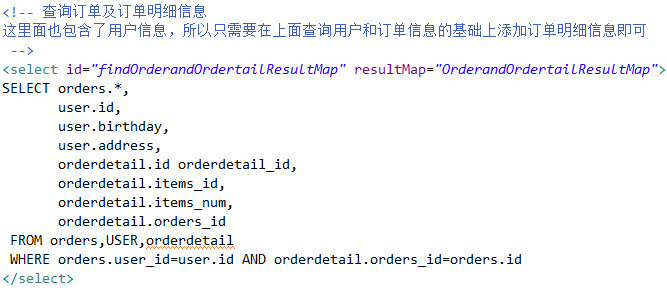 <!-- 查询订单及订单明细信息
这里面也包含了用户信息，所以只需要在上面查询用户和订单信息的基础上添加订单明细信息即可
-->
<select id="findOrderandOrdertailResultMap" resultMap="OrderandOrdertailResultMap">
SELECT orders.*,
user.id,
user.birthday,
user.address,
orderdetail.id orderdetail_id,
orderdetail.items_id,
orderdetail.items_num,
orderdetail.orders_id
FROM orders,USER,orderdetail
WHERE orders.user_id=user.id AND orderdetail.orders_id=orders.id
</select>